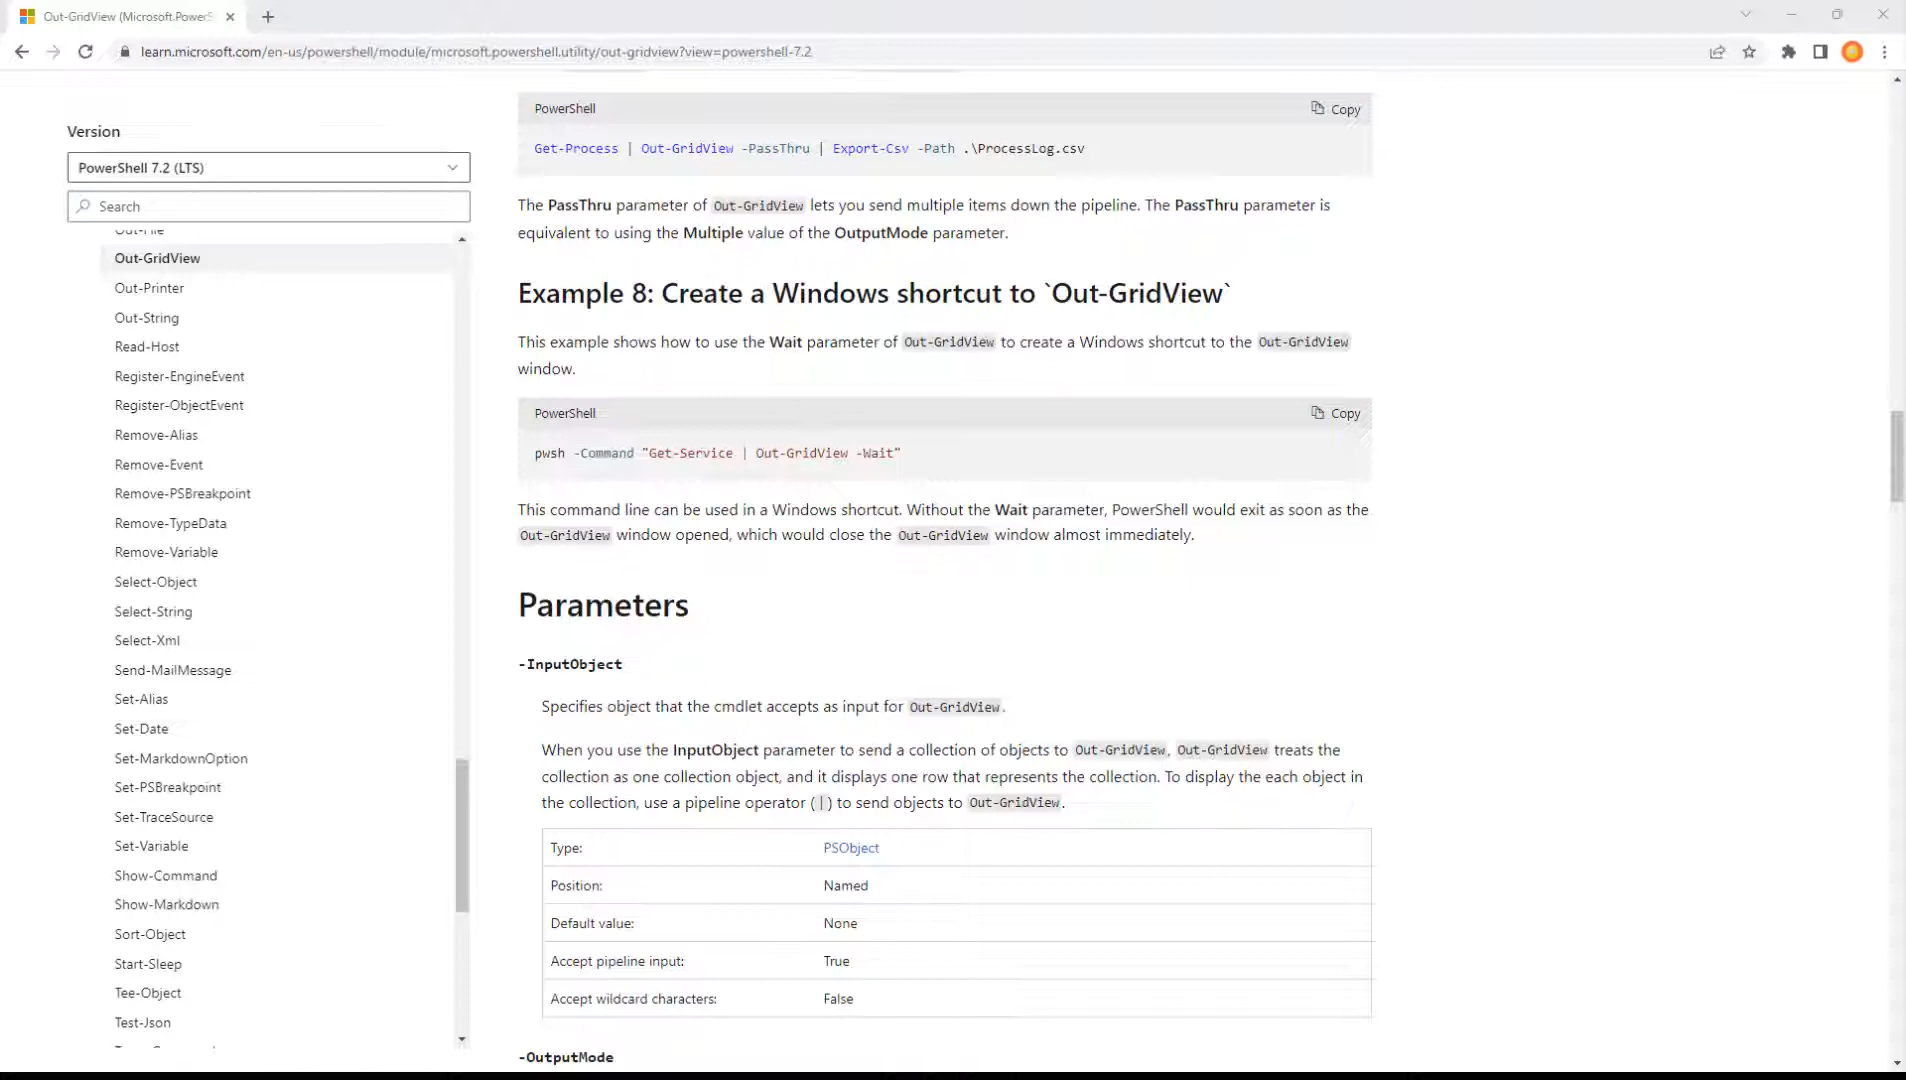 Out-GridView (Microsoft.PowerS
learn.microsoft.com/en-us/powershell/module/microsoft.powershell.utility/out-gridview?view=powershell-7.2
Version
PowerShell 7.2 (LTS)
Search
Out-File
Out-GridView
Out-Printer
Out-String
Read-Host
Register-EngineEvent
Register-ObjectEvent
Remove-Alias
Remove-Event
Remove-PSBreakpoint
Remove-TypeData
Remove-Variable
Select-Object
Select-String
Select-Xml
Send-MailMessage
Set-Alias
Set-Date
Set-MarkdownOption
Set-PSBreakpoint
Set-TraceSource
Set-Variable
Show-Command
Show-Markdown
Sort-Object
Start-Sleep
Tee-Object
Test-Json
PowerShell
Copy
Get-Process | Out-GridView -PassThru | Export-Csv -Path .\ProcessLog.csv
The PassThru parameter of Out-GridView lets you send multiple items down the pipeline. The PassThru parameter is
equivalent to using the Multiple value of the OutputMode parameter.
Example 8: Create a Windows shortcut to `Out-GridView`
This example shows how to use the Wait parameter of Out-GridView to create a Windows shortcut to the Out-GridView
window.
PowerShell
Copy
pwsh -Command "Get-Service | Out-GridView -Wait"
This command line can be used in a Windows shortcut. Without the Wait parameter, PowerShell would exit as soon as the
Out-GridView window opened, which would close the Out-GridView window almost immediately.
Parameters
-InputObject
Specifies object that the cmdlet accepts as input for Out-GridView.
When you use the InputObject parameter to send a collection of objects to Out-GridView, Out-GridView treats the
collection as one collection object, and it displays one row that represents the collection. To display the each object in
the collection, use a pipeline operator (|) to send objects to Out-GridView.
Type: PSObject
Position: Named
Default value: None
Accept pipeline input: True
Accept wildcard characters: False
-OutputMode